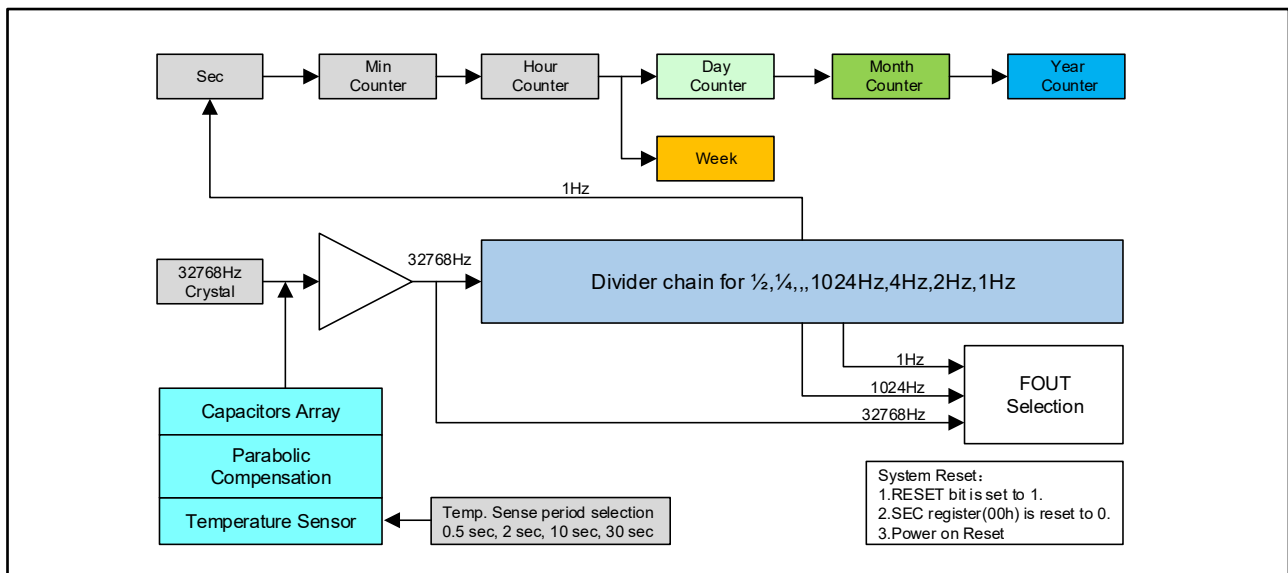 Sec
Min
Counter
Hour
Counter
Day
Counter
Month
Counter
Year
Counter
Week
1Hz
32768Hz
Crystal
32768Hz
Divider chain for ½,¼,,,1024Hz,4Hz,2Hz,1Hz
1Hz
1024Hz
32768Hz
FOUT
Selection
Capacitors Array
Parabolic
Compensation
Temperature Sensor
Temp. Sense period selection
0.5 sec, 2 sec, 10 sec, 30 sec
System Reset：
1.RESET bit is set to 1.
2.SEC register(00h) is reset to 0.
3.Power on Reset